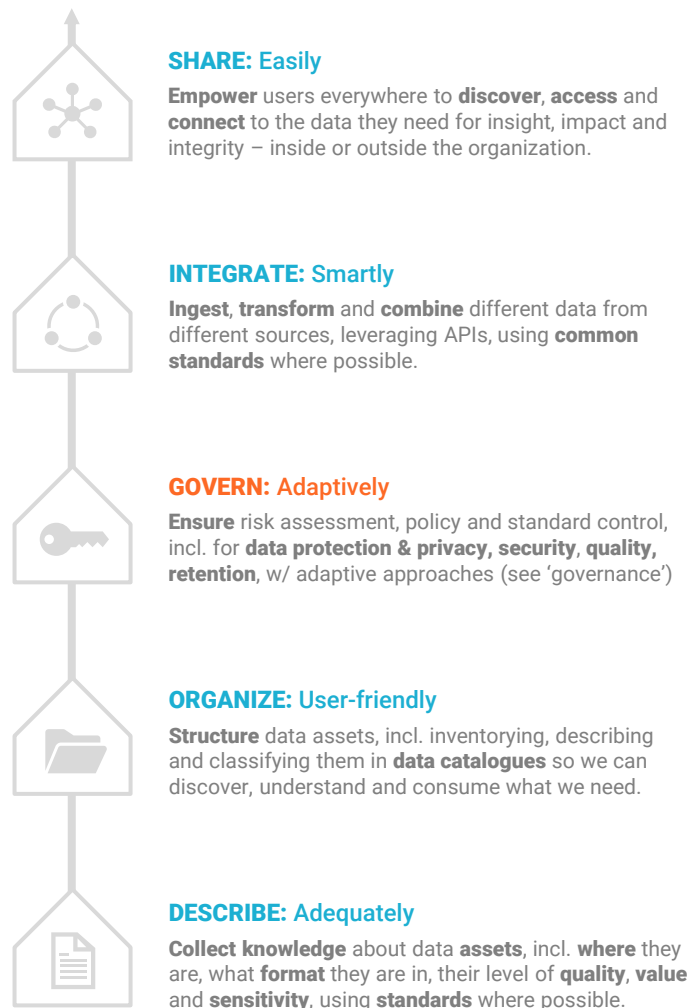 SHARE: Easily
Empower users everywhere to discover, access and
connect to the data they need for insight, impact and
integrity – inside or outside the organization.
INTEGRATE: Smartly
Ingest, transform and combine different data from
different sources, leveraging APIs, using common
standards where possible.
GOVERN: Adaptively
Ensure risk assessment, policy and standard control,
incl. for data protection & privacy, security, quality,
retention, w/ adaptive approaches (see ‘governance’)
ORGANIZE: User-friendly
Structure data assets, incl. inventorying, describing
and classifying them in data catalogues so we can
discover, understand and consume what we need.
DESCRIBE: Adequately
Collect knowledge about data assets, incl. where they
are, what format they are in, their level of quality, value
and sensitivity, using standards where possible.